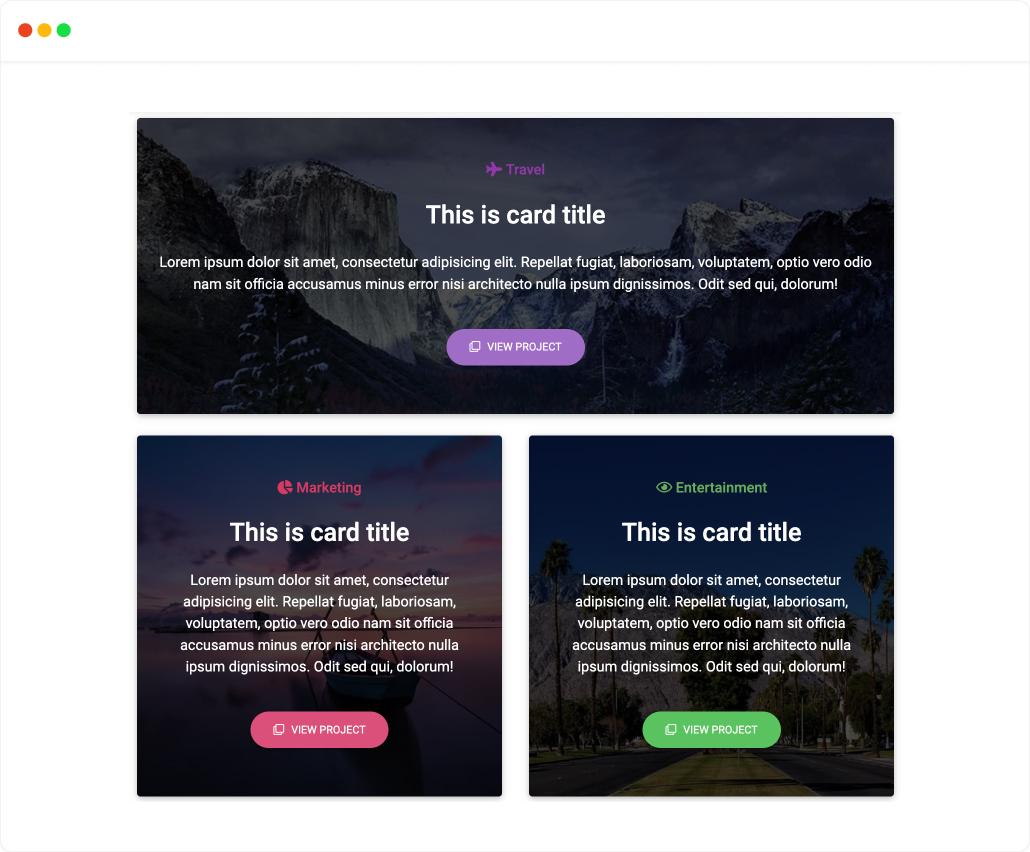 Travel
This is card title
Lorem ipsum dolor sit amet, consectetur adipisicing elit. Repellat fugiat, laboriosam, voluptatem, optio vero odio
nam sit officia accusamus minus error nisi architecto nulla ipsum dignissimos. Odit sed qui, dolorum!
VIEW PROJECT
Marketing
This is card title
Lorem ipsum dolor sit amet, consectetur
adipisicing elit. Repellat fugiat, laboriosam,
voluptatem, optio vero odio nam sit officia
accusamus minus error nisi architecto nulla
ipsum dignissimos. Odit sed qui, dolorum!
VIEW PROJECT
Entertainment
This is card title
Lorem ipsum dolor sit amet, consectetur
adipisicing elit. Repellat fugiat, laboriosam,
voluptatem, optio vero odio nam sit officia
accusamus minus error nisi architecto nulla
ipsum dignissimos. Odit sed qui, dolorum!
VIEW PROJECT